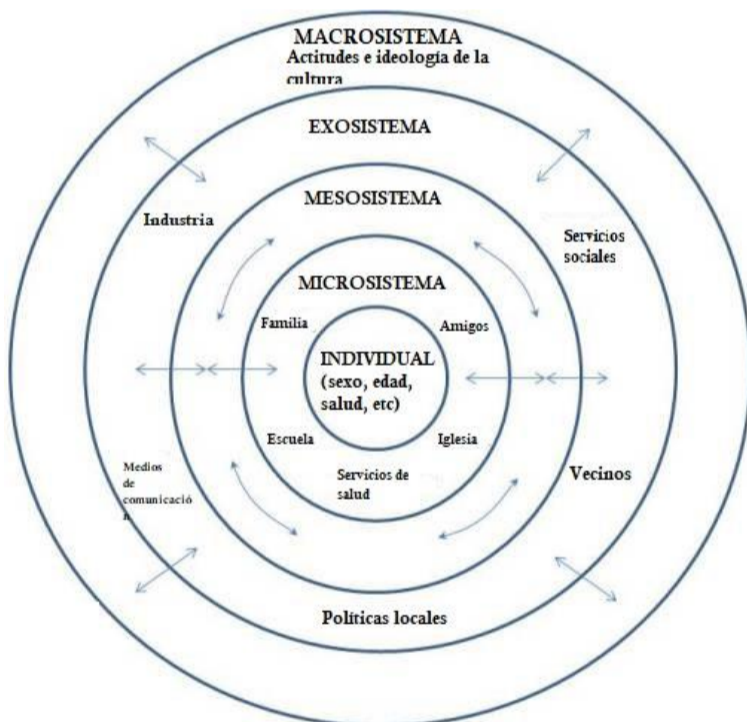 MACROSISTEMA
Actitudes e ideología de la
cultura
EXOSISTEMA
MESOSISTEMA
Industria
Servicios
sociales
MICROSISTEMA
Familia
Amigos
INDIVIDUAL
(sexo, edad,
salud, etc)
Escuela
Iglesia
Servicios de
salud
Medios
de
comunicació
n
Vecinos
Políticas locales